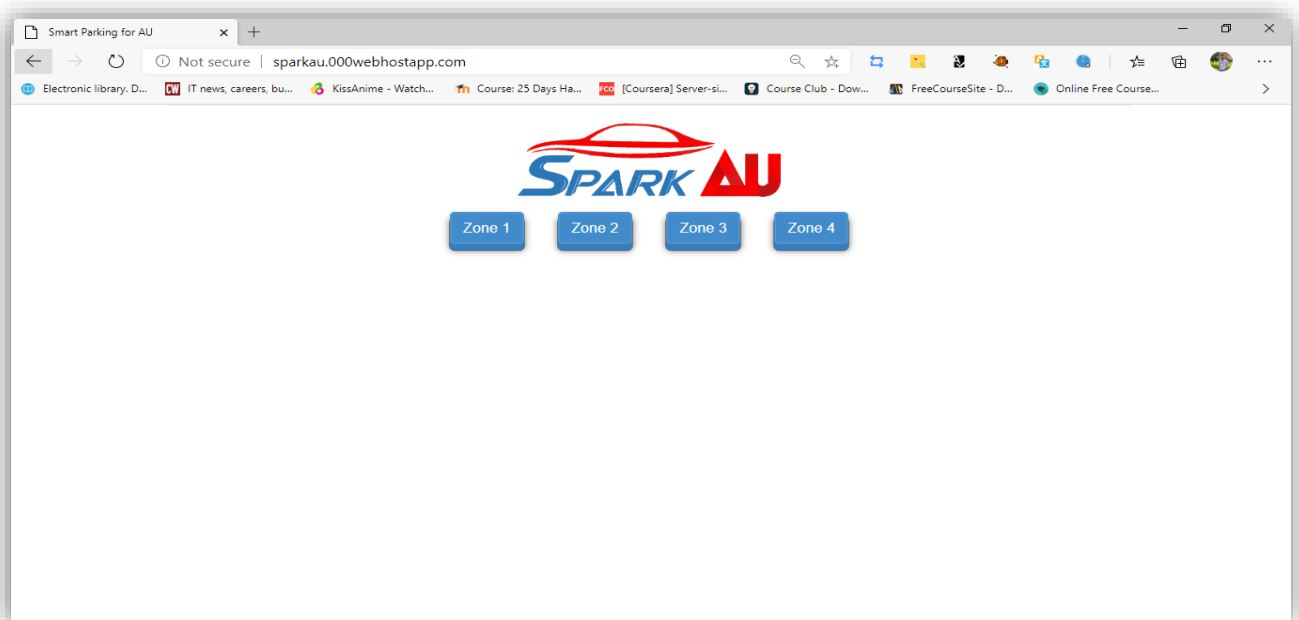 Smart Parking for AU
Not secure | sparkau.000webhostapp.com
Electronic library. D... CW IT news, careers, bu... KissAnime - Watch... Course: 25 Days Ha... FCO [Coursera] Server-si... Course Club - Dow... FreeCourseSite - D... Online Free Course...
SPARK AU
Zone 1 Zone 2 Zone 3 Zone 4